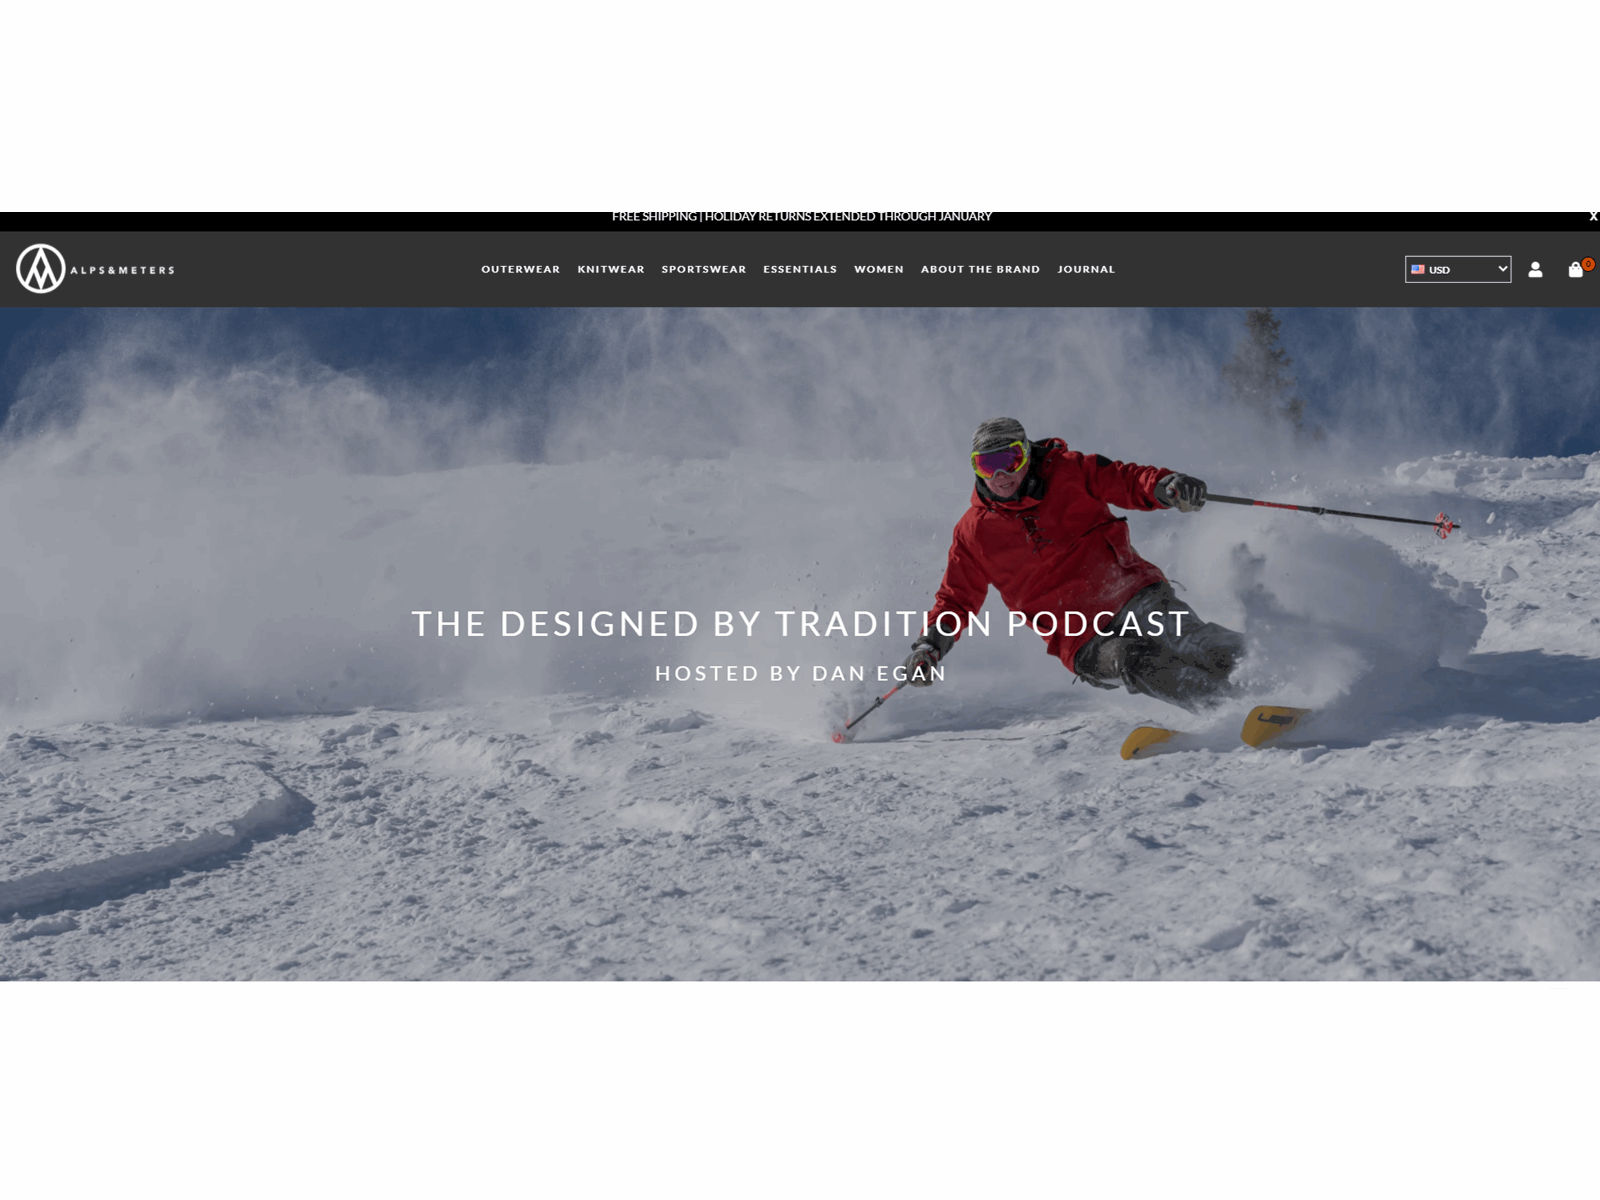 FREE SHIPPING | HOLIDAY RETURNS EXTENDED THROUGH JANUARY X
ALPS&METERS OUTERWEAR KNITWEAR SPORTSWEAR ESSENTIALS WOMEN ABOUT THE BRAND JOURNAL USD 0
THE DESIGNED BY TRADITION PODCAST
HOSTED BY DAN EGAN